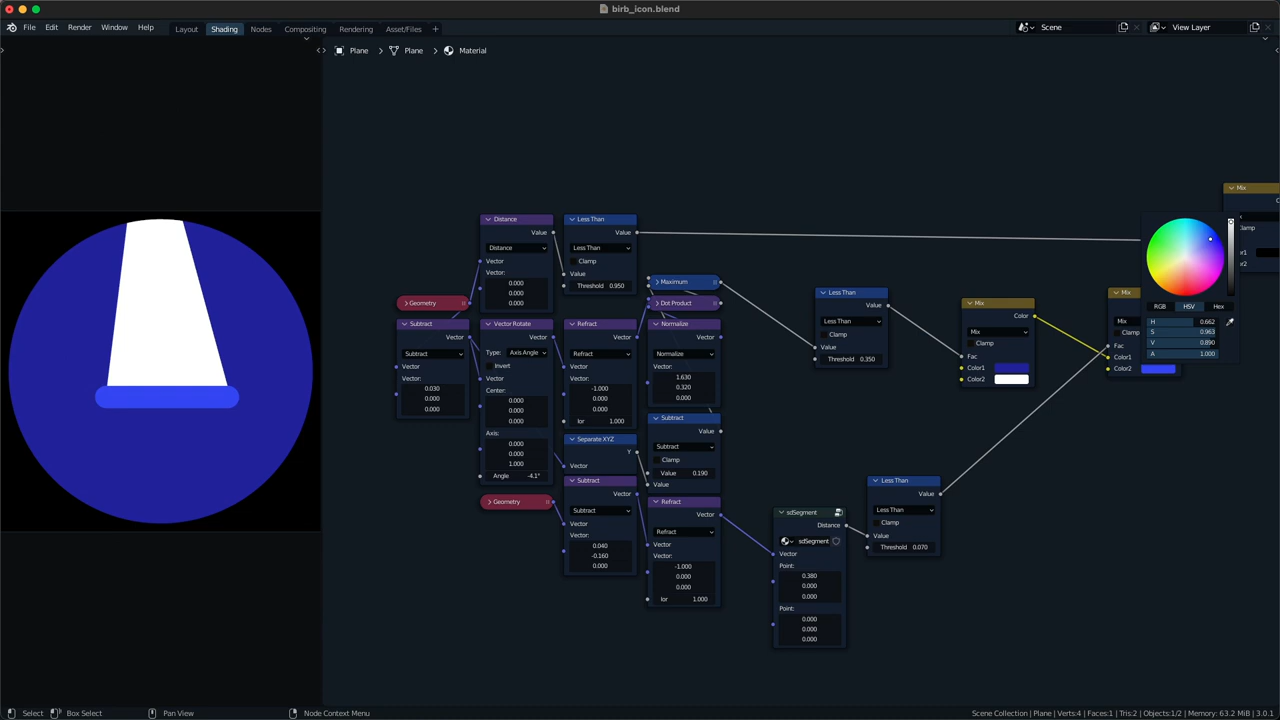 birb_icon.blend
File Edit Render Window Help Layout Shading Nodes Compositing Rendering Asset/Files + Scene View Layer
Plane > Plane > Material
Mix
Distance Less Than
Value Value
Distance Less Than
Vector Clamp
Vector: Value
0.000 Threshold 0.950
0.000
0.000
Geometry
Maximum
Dot Product
Subtract
Vector
Subtract
Vector
Vector:
0.030
0.000
0.000
Vector Rotate
Vector
Type: Axis Angle
Invert
Vector
Center:
0.000
0.000
0.000
Axis:
0.000
0.000
1.000
Angle -4.1°
Refract
Vector
Refract
Vector
Vector:
-1.000
0.000
0.000
Ior 1.000
Normalize
Vector
Normalize
Vector:
1.630
0.320
0.000
Separate XYZ
Y
Vector
Subtract
Value
Subtract
Clamp
Value 0.190
Value
Geometry
Subtract
Vector
Subtract
Vector
Vector:
0.040
-0.160
0.000
Refract
Vector
Refract
Vector
Vector:
-1.000
0.000
0.000
Ior 1.000
sdSegment
Distance
sdSegment
Vector
Point:
0.380
0.000
0.000
Point:
0.000
0.000
0.000
Less Than
Value
Less Than
Clamp
Value
Threshold 0.350
Less Than
Value
Less Than
Clamp
Value
Threshold 0.070
Mix
Color
Mix
Clamp
Fac
Color1
Color2
Mix
Mix
Clamp
Fac
Color1
Color2
RGB HSV Hex
H 0.662
S 0.963
V 0.890
A 1.000
Select Box Select Pan View Node Context Menu Scene Collection | Plane | Verts:4 | Faces:1 | Tris:2 | Objects:1/2 | Memory: 63.2 MiB | 3.0.1